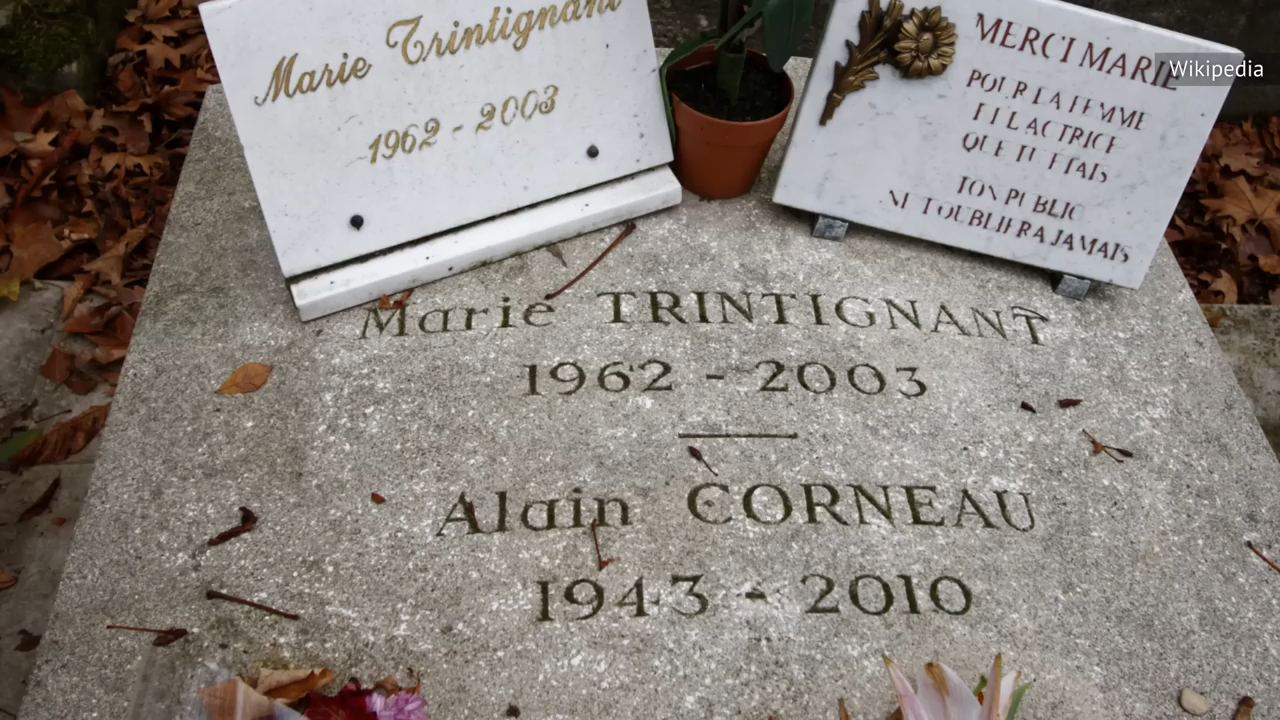 Marie Trintignant
1962 - 2003
MERCI MARIE
POUR LA FEMME
ET L'ACTRICE
QUE TU ETAIS
TON PUBLIC
NE T'OUBLIERA JAMAIS
Wikipedia
Marie TRINTIGNANT
1962 - 2003
Alain CORNEAU
1943 - 2010